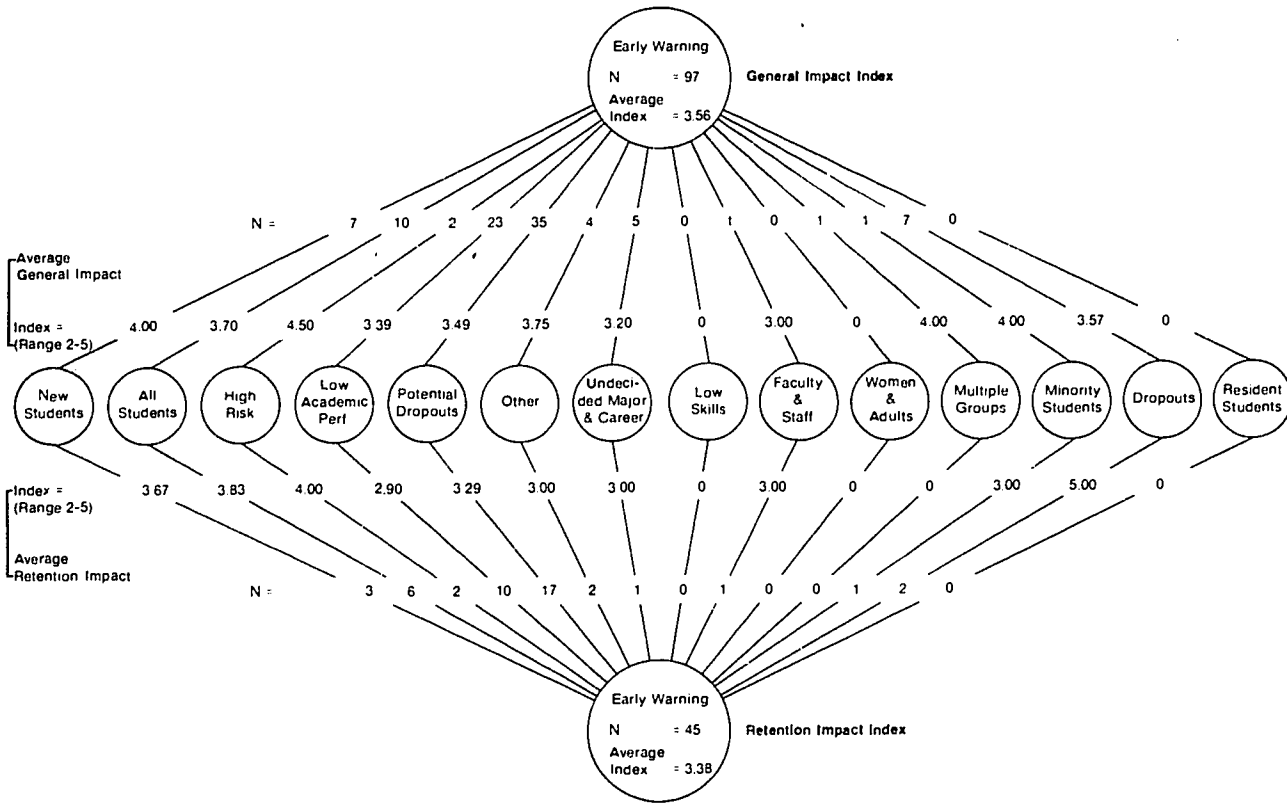 Early Warning
N = 97
General Impact Index
Average
Index = 3.56
N = 7 10 2 23 35 4 5 0 1 0 1 1 7 0
Average
General Impact
Index = 4.00 3.70 4.50 3.39 3.49 3.75 3.20 0 3.00 0 4.00 4.00 3.57 0
(Range 2-5)
New
Students
All
Students
High
Risk
Low
Academic
Perf
Potential
Dropouts
Other
Undeci-
ded Major
& Career
Low
Skills
Faculty
&
Staff
Women
&
Adults
Multiple
Groups
Minority
Students
Dropouts
Resident
Students
Index = 3.67 3.83 4.00 2.90 3.29 3.00 3.00 0 3.00 0 0 3.00 5.00 0
(Range 2-5)
Average
Retention Impact
N = 3 6 2 10 17 2 1 0 1 0 0 1 2 0
Early Warning
N = 45
Retention Impact Index
Average
Index = 3.38